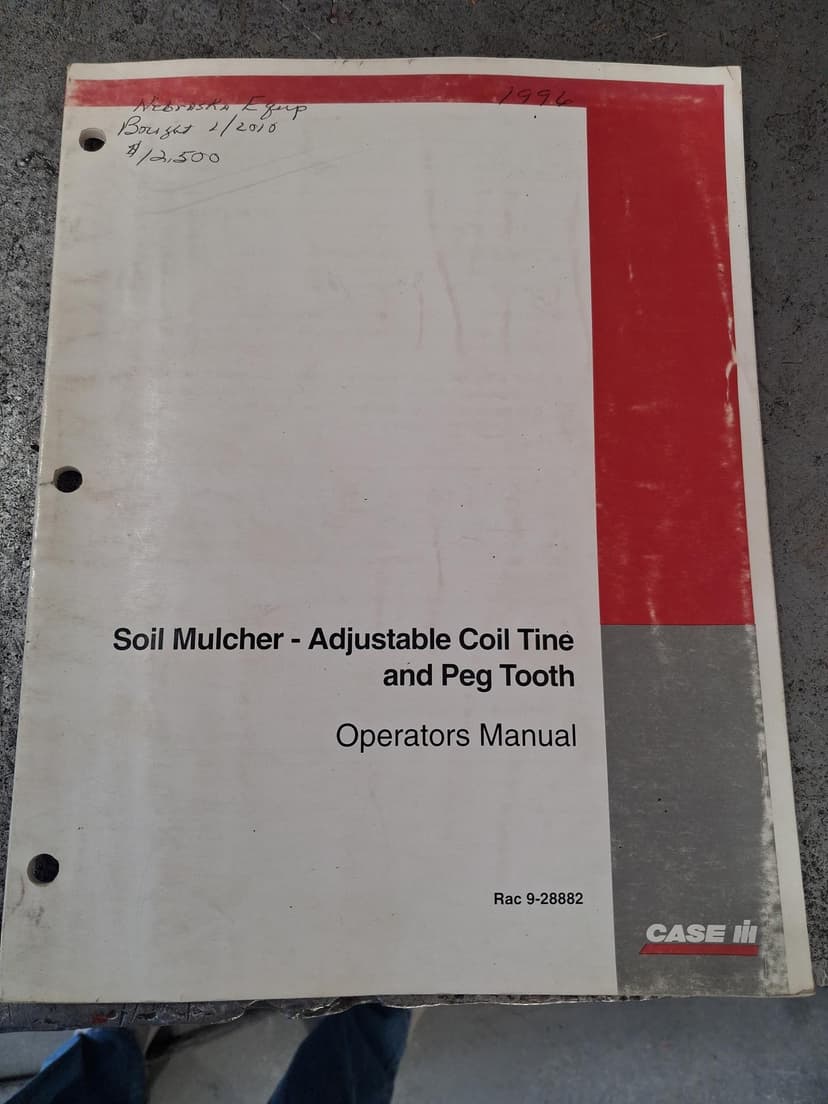 Nebraska Equip
1996
Bought 2/2010
$12,500
Soil Mulcher - Adjustable Coil Tine
and Peg Tooth
Operators Manual
Rac 9-28882
CASE IH